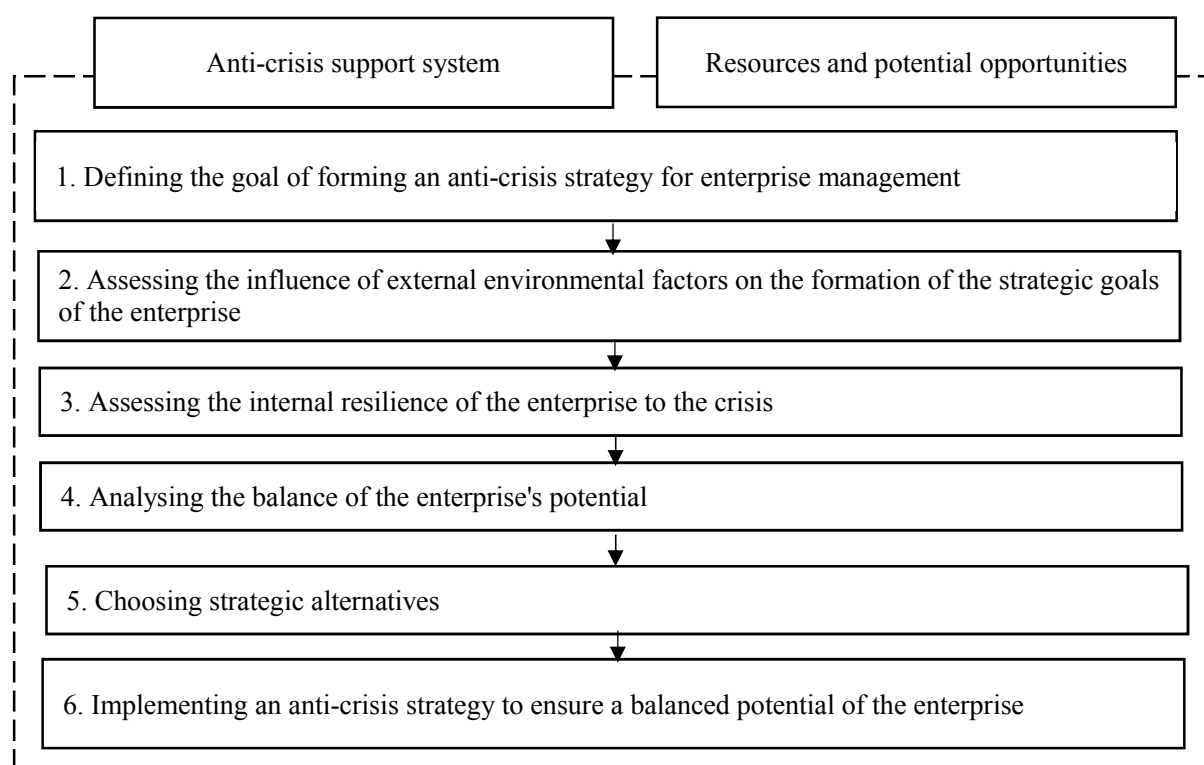 Anti-crisis support system
Resources and potential opportunities
1. Defining the goal of forming an anti-crisis strategy for enterprise management
2. Assessing the influence of external environmental factors on the formation of the strategic goals
of the enterprise
3. Assessing the internal resilience of the enterprise to the crisis
4. Analysing the balance of the enterprise's potential
5. Choosing strategic alternatives
6. Implementing an anti-crisis strategy to ensure a balanced potential of the enterprise